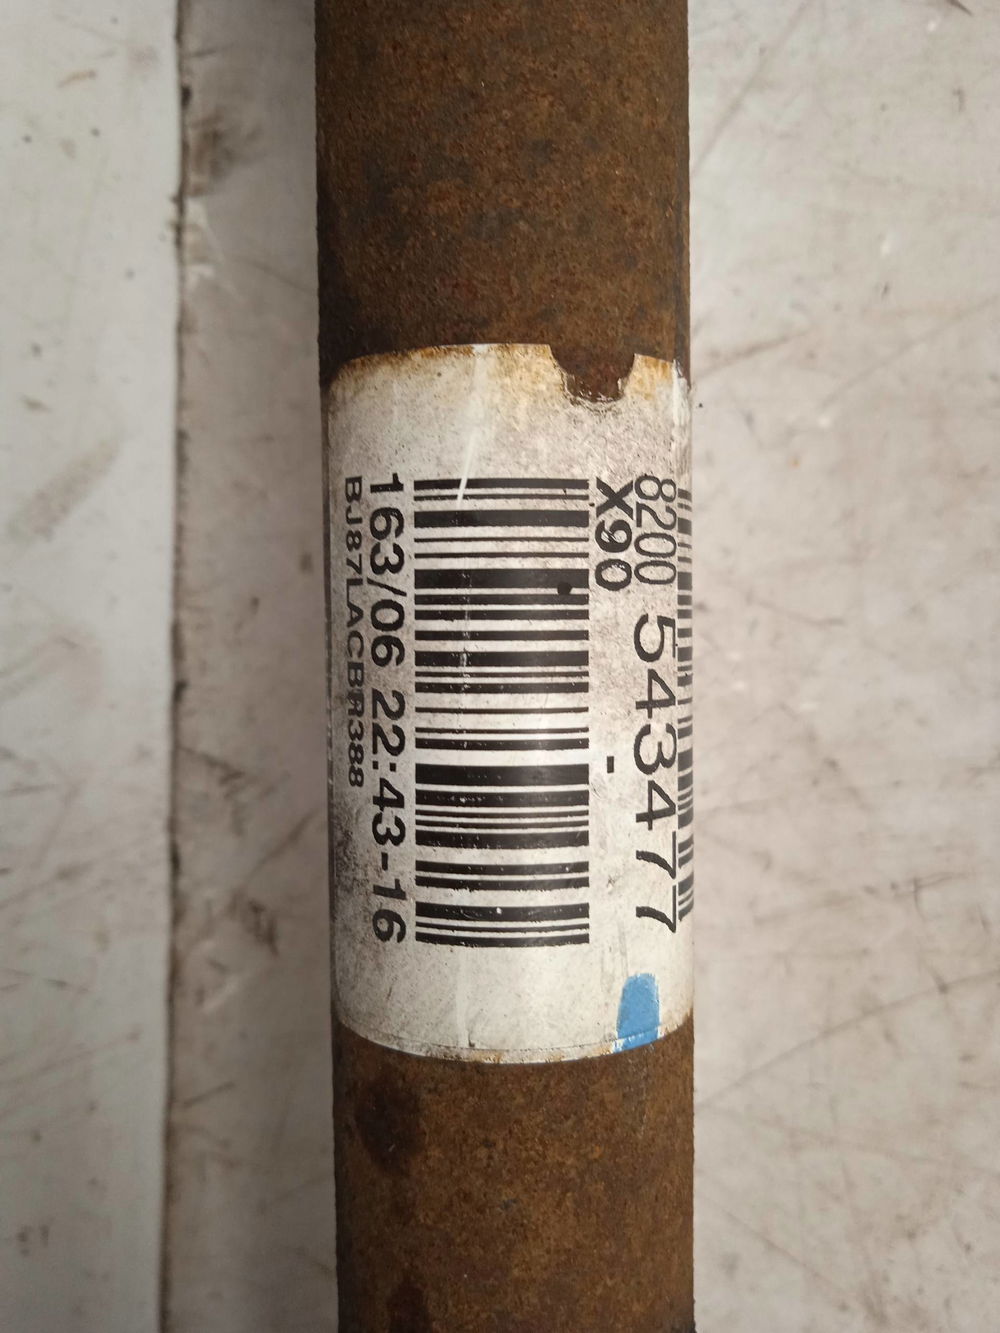 8200 543477
X90 -
163/06 22:43-16
BJ87LACBR388